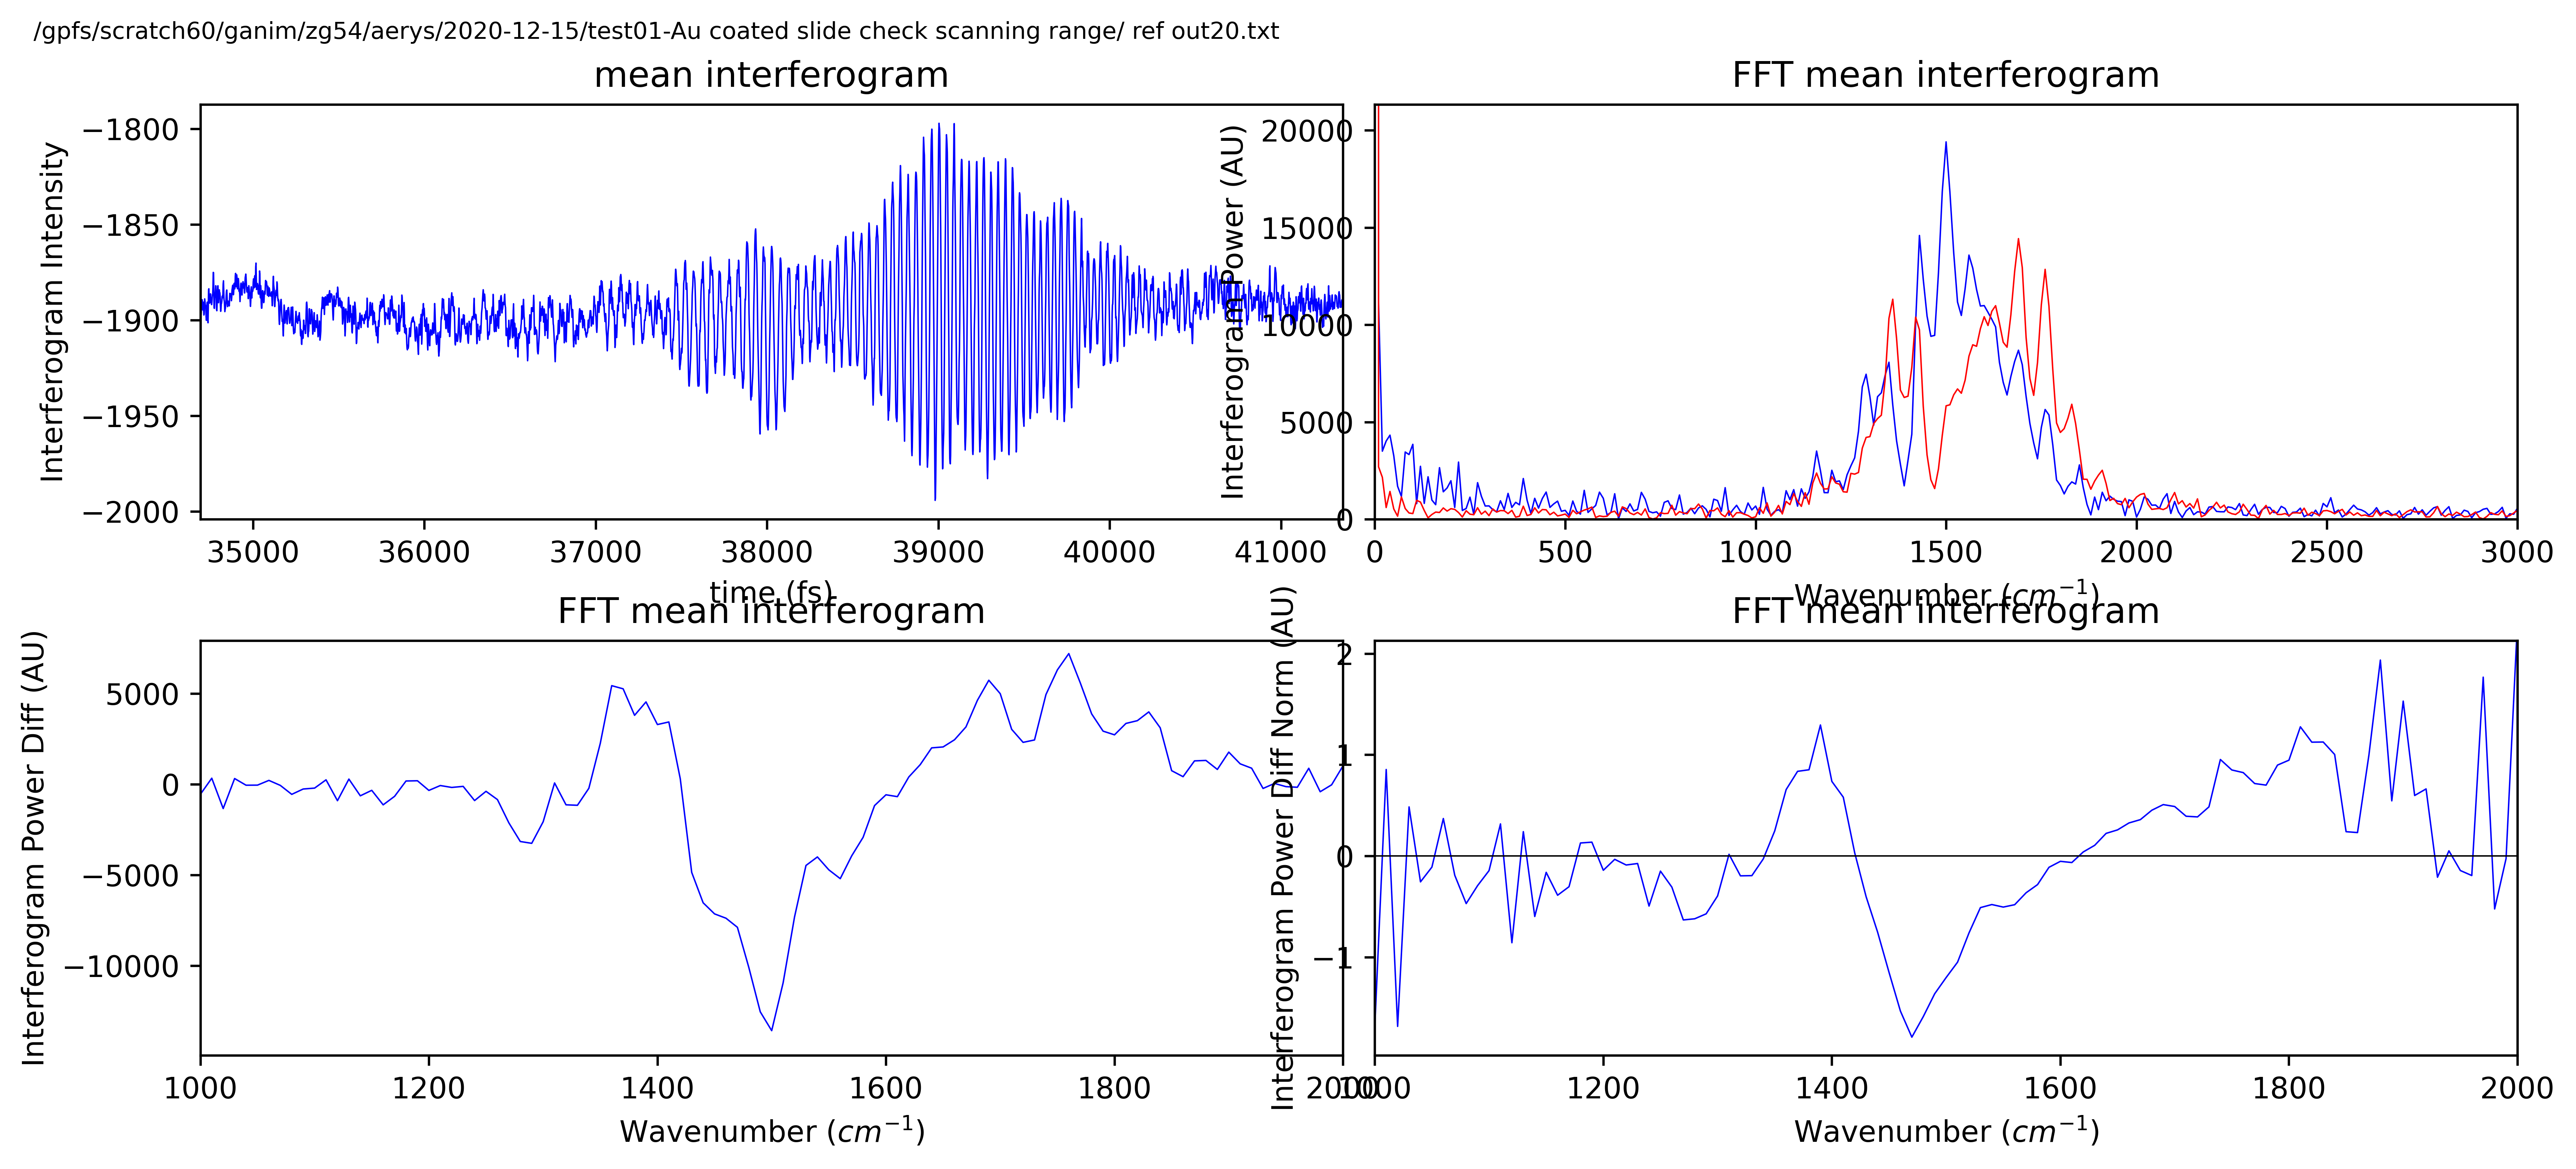 /gpfs/scratch60/ganim/zg54/aerys/2020-12-15/test01-Au coated slide check scanning range/ ref out20.txt
mean interferogram
Interferogram Intensity
−1800
−1850
−1900
−1950
−2000
35000 36000 37000 38000 39000 40000 41000
time (fs)
FFT mean interferogram
Interferogram Power (AU)
20000
15000
10000
5000
0
0 500 1000 1500 2000 2500 3000
Wavenumber (cm⁻¹)
FFT mean interferogram
Interferogram Power Diff (AU)
5000
0
−5000
−10000
1000 1200 1400 1600 1800 2000
Wavenumber (cm⁻¹)
FFT mean interferogram
Interferogram Power Diff Norm (AU)
2
1
0
−1
1000 1200 1400 1600 1800 2000
Wavenumber (cm⁻¹)